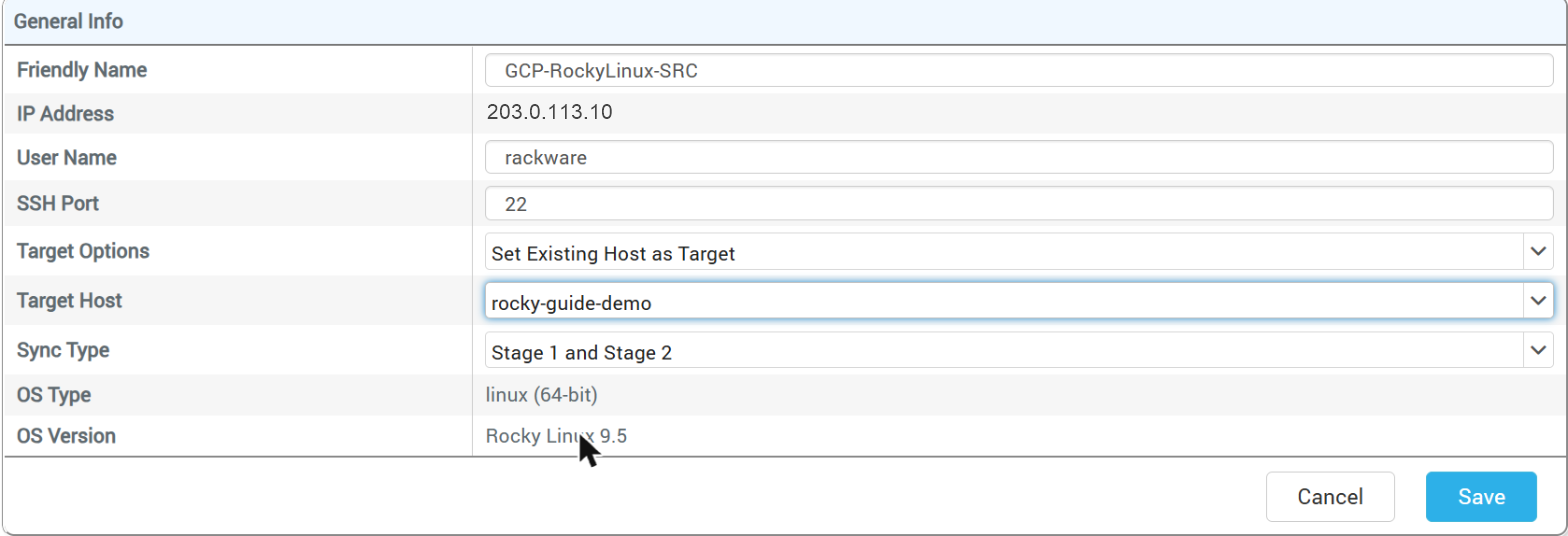 General Info
Friendly Name GCP-RockyLinux-SRC
IP Address 203.0.113.10
User Name rackware
SSH Port 22
Target Options Set Existing Host as Target
Target Host rocky-guide-demo
Sync Type Stage 1 and Stage 2
OS Type linux (64-bit)
OS Version Rocky Linux 9.5
Cancel Save